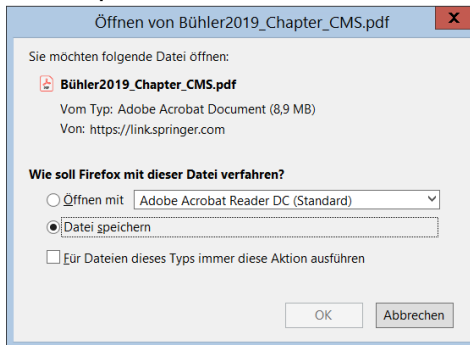 Öffnen von Bühler2019_Chapter_CMS.pdf
x
Sie möchten folgende Datei öffnen:
Bühler2019_Chapter_CMS.pdf
Vom Typ: Adobe Acrobat Document (8,9 MB)
Von: https://link.springer.com
Wie soll Firefox mit dieser Datei verfahren?
Öffnen mit Adobe Acrobat Reader DC (Standard)
Datei speichern
Für Dateien dieses Typs immer diese Aktion ausführen
OK Abbrechen